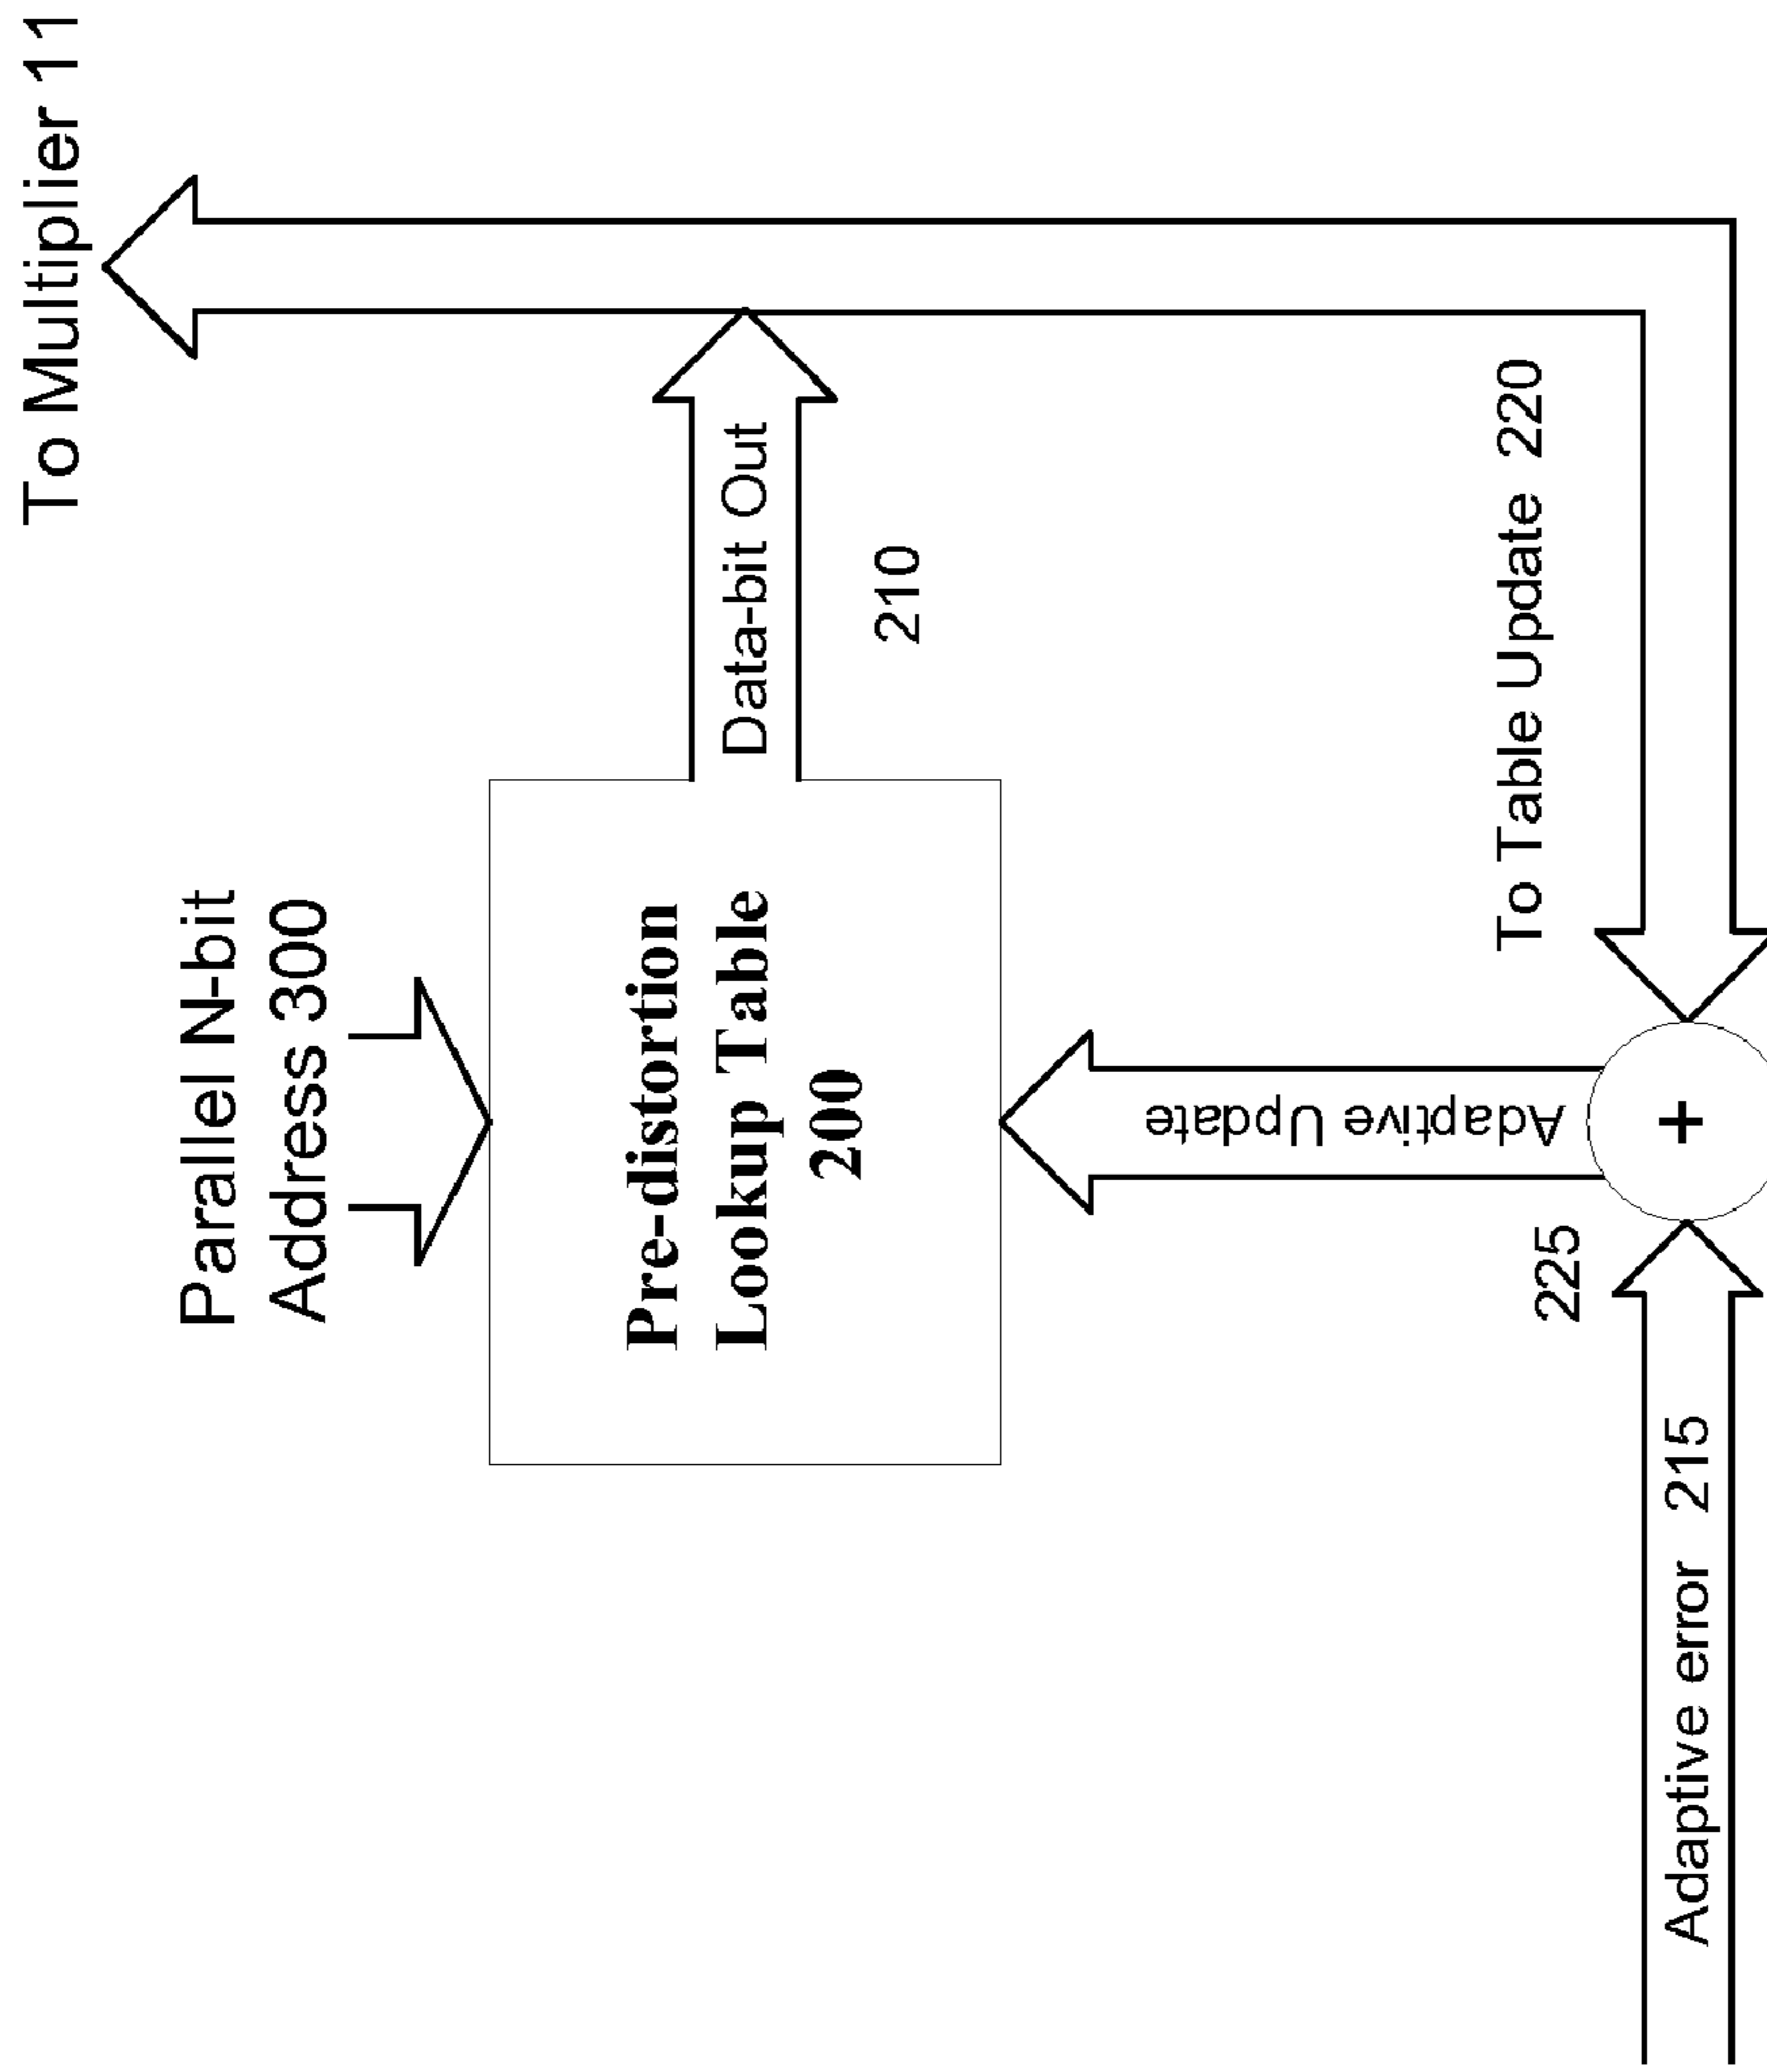 To Multiplier 11
Parallel N-bit
Address 300
Pre-distortion
Lookup Table
200
Data-bit Out
210
Adaptive Update
To Table Update 220
225
+
Adaptive error 215